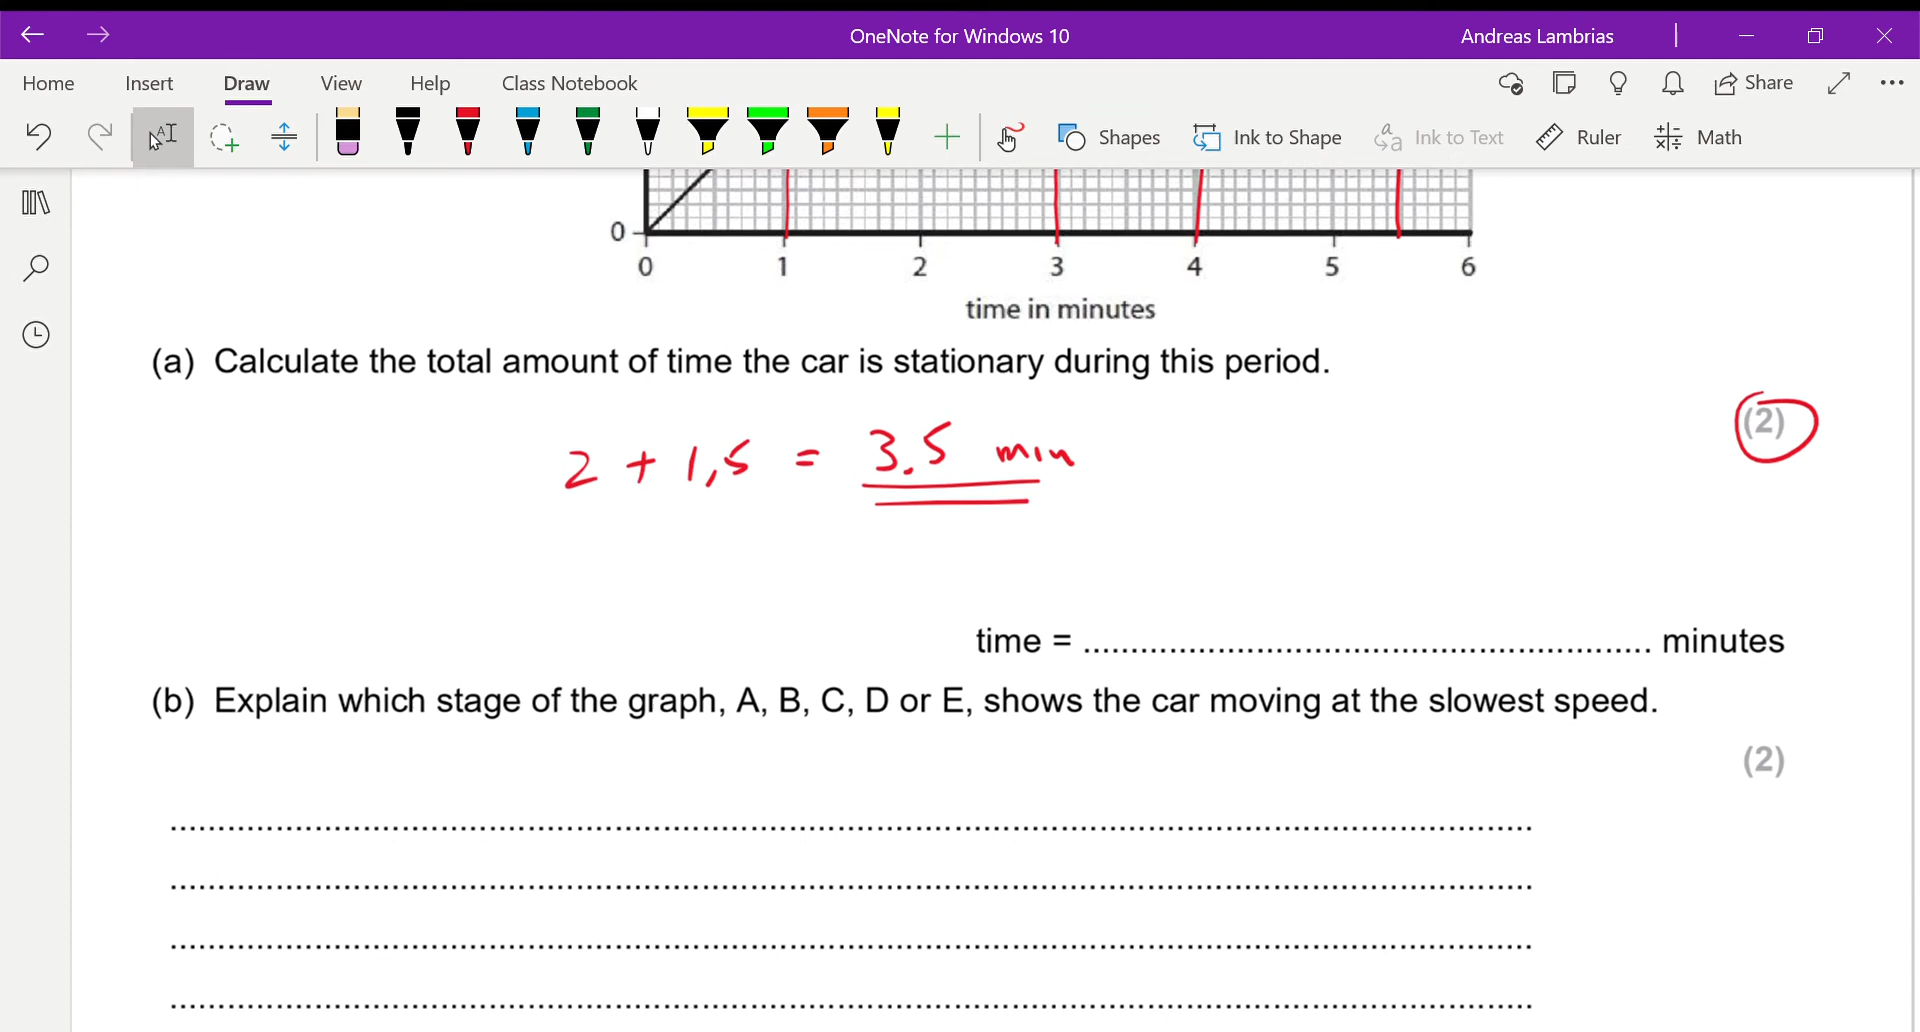 OneNote for Windows 10
Andreas Lambrias
Home Insert Draw View Help Class Notebook Share
Shapes Ink to Shape Ink to Text Ruler Math
0
0 1 2 3 4 5 6
time in minutes
(a) Calculate the total amount of time the car is stationary during this period.
(2)
2 + 1,5 = 3.5 min
time = ........................................................... minutes
(b) Explain which stage of the graph, A, B, C, D or E, shows the car moving at the slowest speed.
(2)